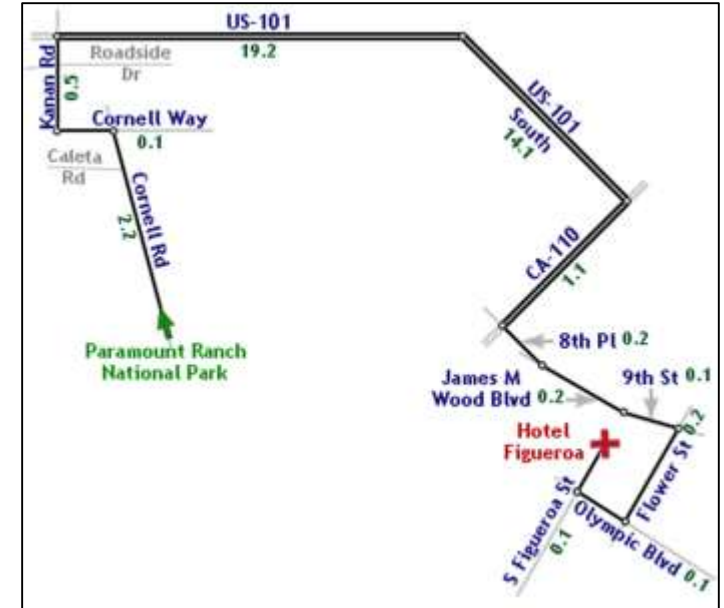 US-101
19.2
Roadside
Dr
Kanan Rd
0.5
Cornell Way
0.1
Caleta
Rd
Cornell Rd
2.2
Paramount Ranch
National Park
US-101
South
14.1
CA-110
1.1
8th Pl 0.2
James M
Wood Blvd 0.2
9th St 0.1
0.2
Flower St
Hotel
Figueroa
S Figueroa St
0.1
Olympic Blvd 0.1